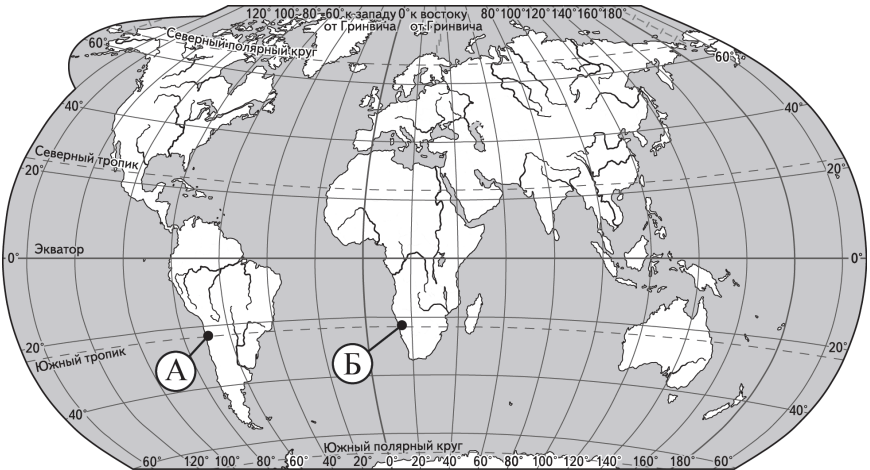 120° 100°80°60° к западу 0° к востоку 80° 100° 120° 140° 160°180°
от Гринвича от Гринвича
Северный полярный круг
60° 60°
40° 40°
Северный тропик
20° 20°
Экватор
0° 0°
А Б
20° 20°
Южный тропик
40° 40°
Южный полярный круг
60° 120° 100° 80° 60° 40° 20° 0° 20° 40° 60° 80° 100° 120° 140° 160° 180° 60°